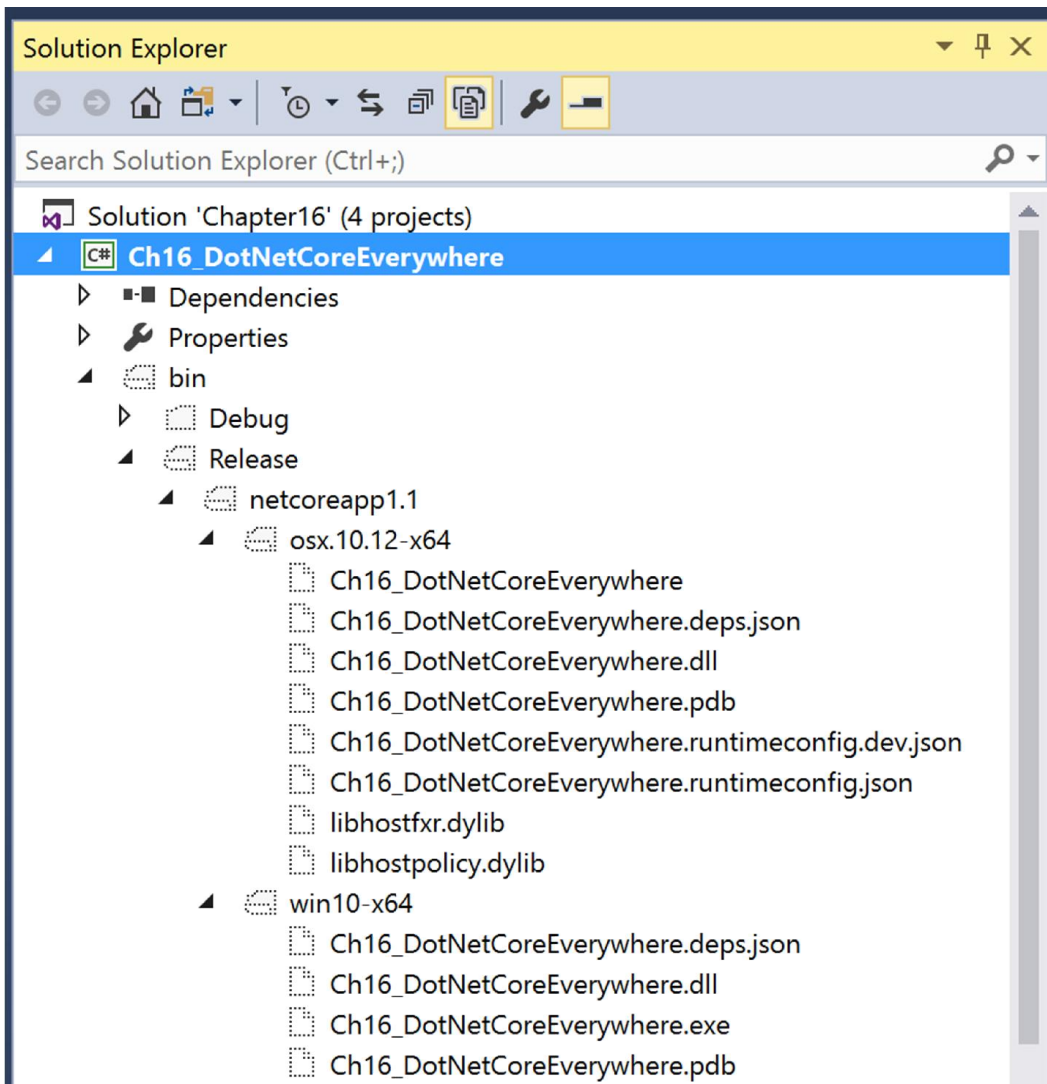 Solution Explorer
Search Solution Explorer (Ctrl+;)
Solution 'Chapter16' (4 projects)
C# Ch16_DotNetCoreEverywhere
Dependencies
Properties
bin
Debug
Release
netcoreapp1.1
osx.10.12-x64
Ch16_DotNetCoreEverywhere
Ch16_DotNetCoreEverywhere.deps.json
Ch16_DotNetCoreEverywhere.dll
Ch16_DotNetCoreEverywhere.pdb
Ch16_DotNetCoreEverywhere.runtimeconfig.dev.json
Ch16_DotNetCoreEverywhere.runtimeconfig.json
libhostfxr.dylib
libhostpolicy.dylib
win10-x64
Ch16_DotNetCoreEverywhere.deps.json
Ch16_DotNetCoreEverywhere.dll
Ch16_DotNetCoreEverywhere.exe
Ch16_DotNetCoreEverywhere.pdb